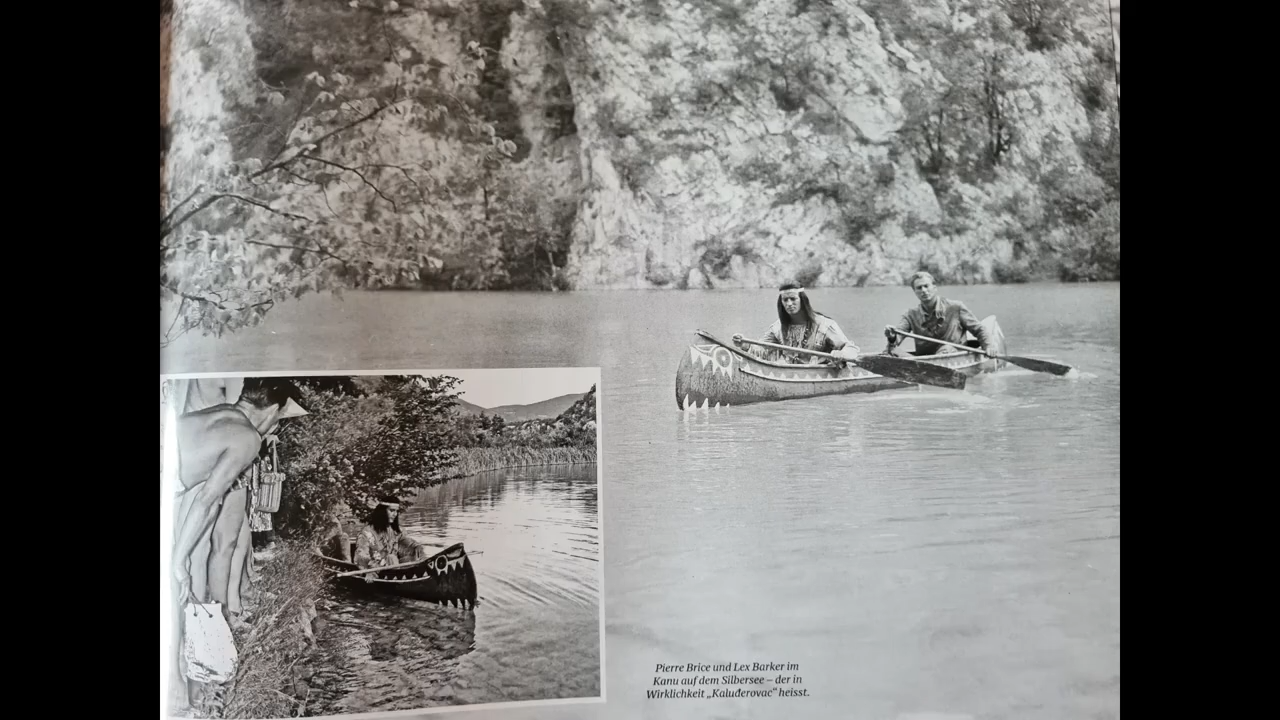 Pierre Brice und Lex Barker im
Kanu auf dem Silbersee – der in
Wirklichkeit „Kaluđerovac“ heisst.